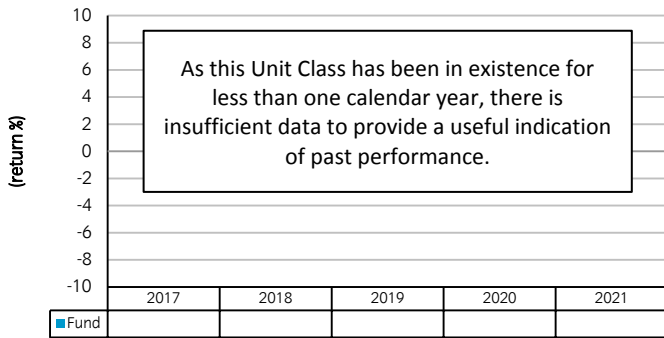 (return %)
10
8
6
4
2
0
-2
-4
-6
-8
-10
As this Unit Class has been in existence for
less than one calendar year, there is
insufficient data to provide a useful indication
of past performance.
2017 2018 2019 2020 2021
Fund